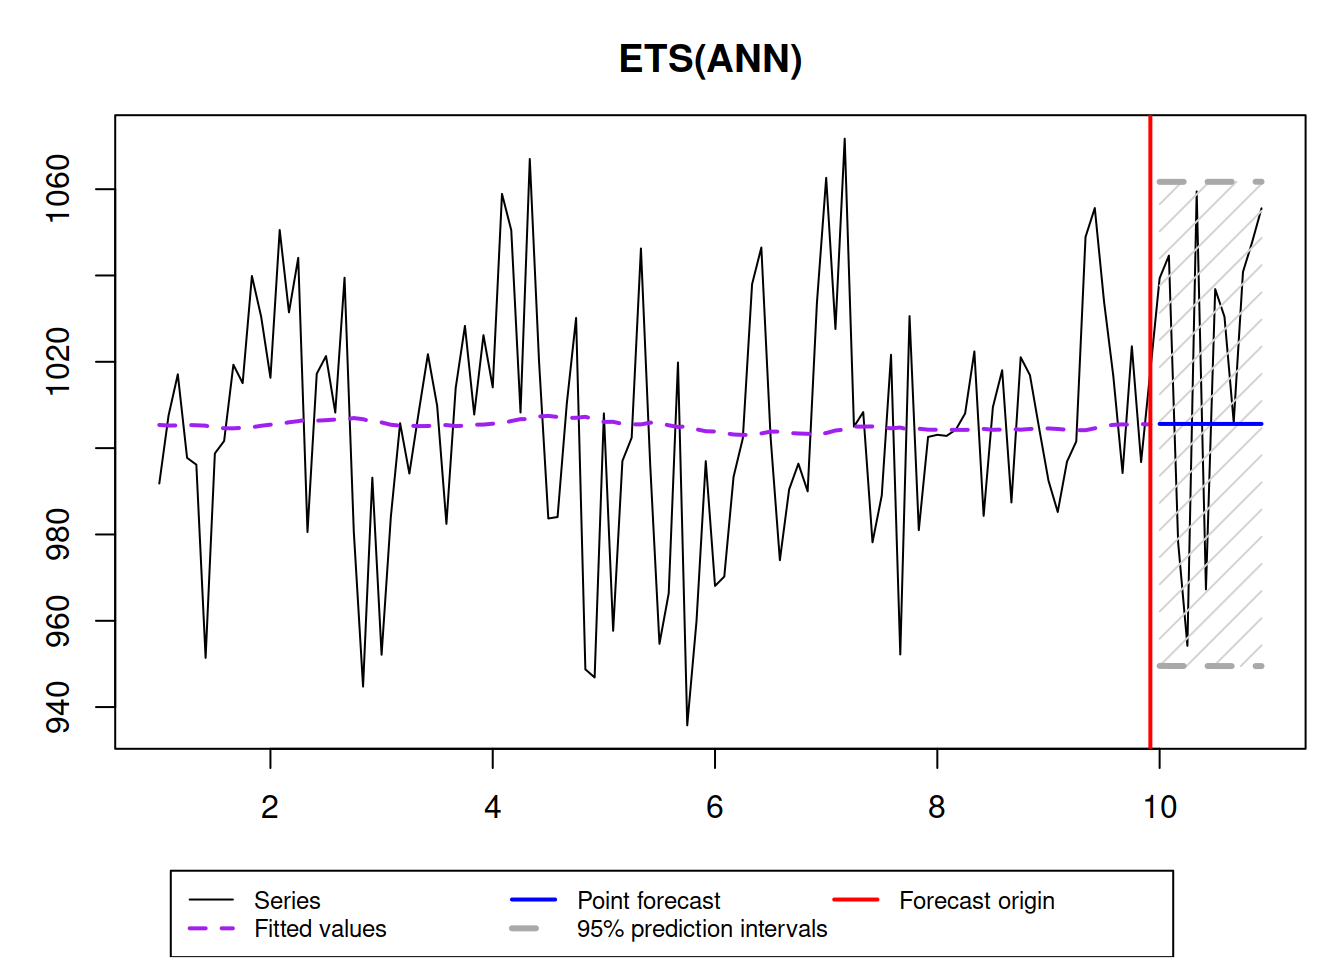 ETS(ANN)
1060
1020
980
960
940
2 4 6 8 10
Series Point forecast Forecast origin
Fitted values 95% prediction intervals